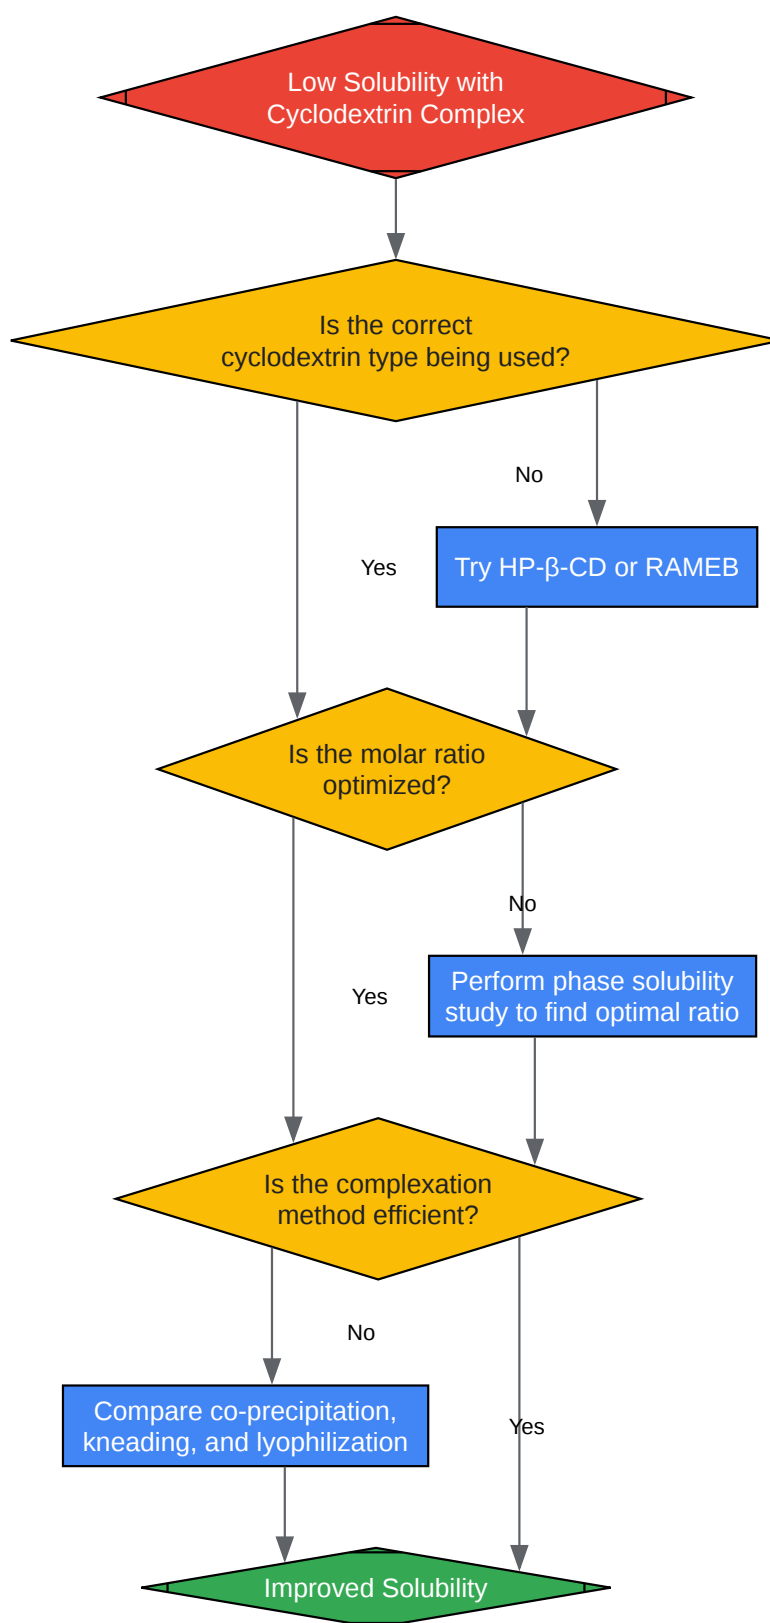 Low Solubility with
Cyclodextrin Complex
Is the correct
cyclodextrin type being used?
No
Yes
Try HP-β-CD or RAMEB
Is the molar ratio
optimized?
No
Perform phase solubility
study to find optimal ratio
Yes
Is the complexation
method efficient?
No
Compare co-precipitation,
kneading, and lyophilization
Yes
Improved Solubility